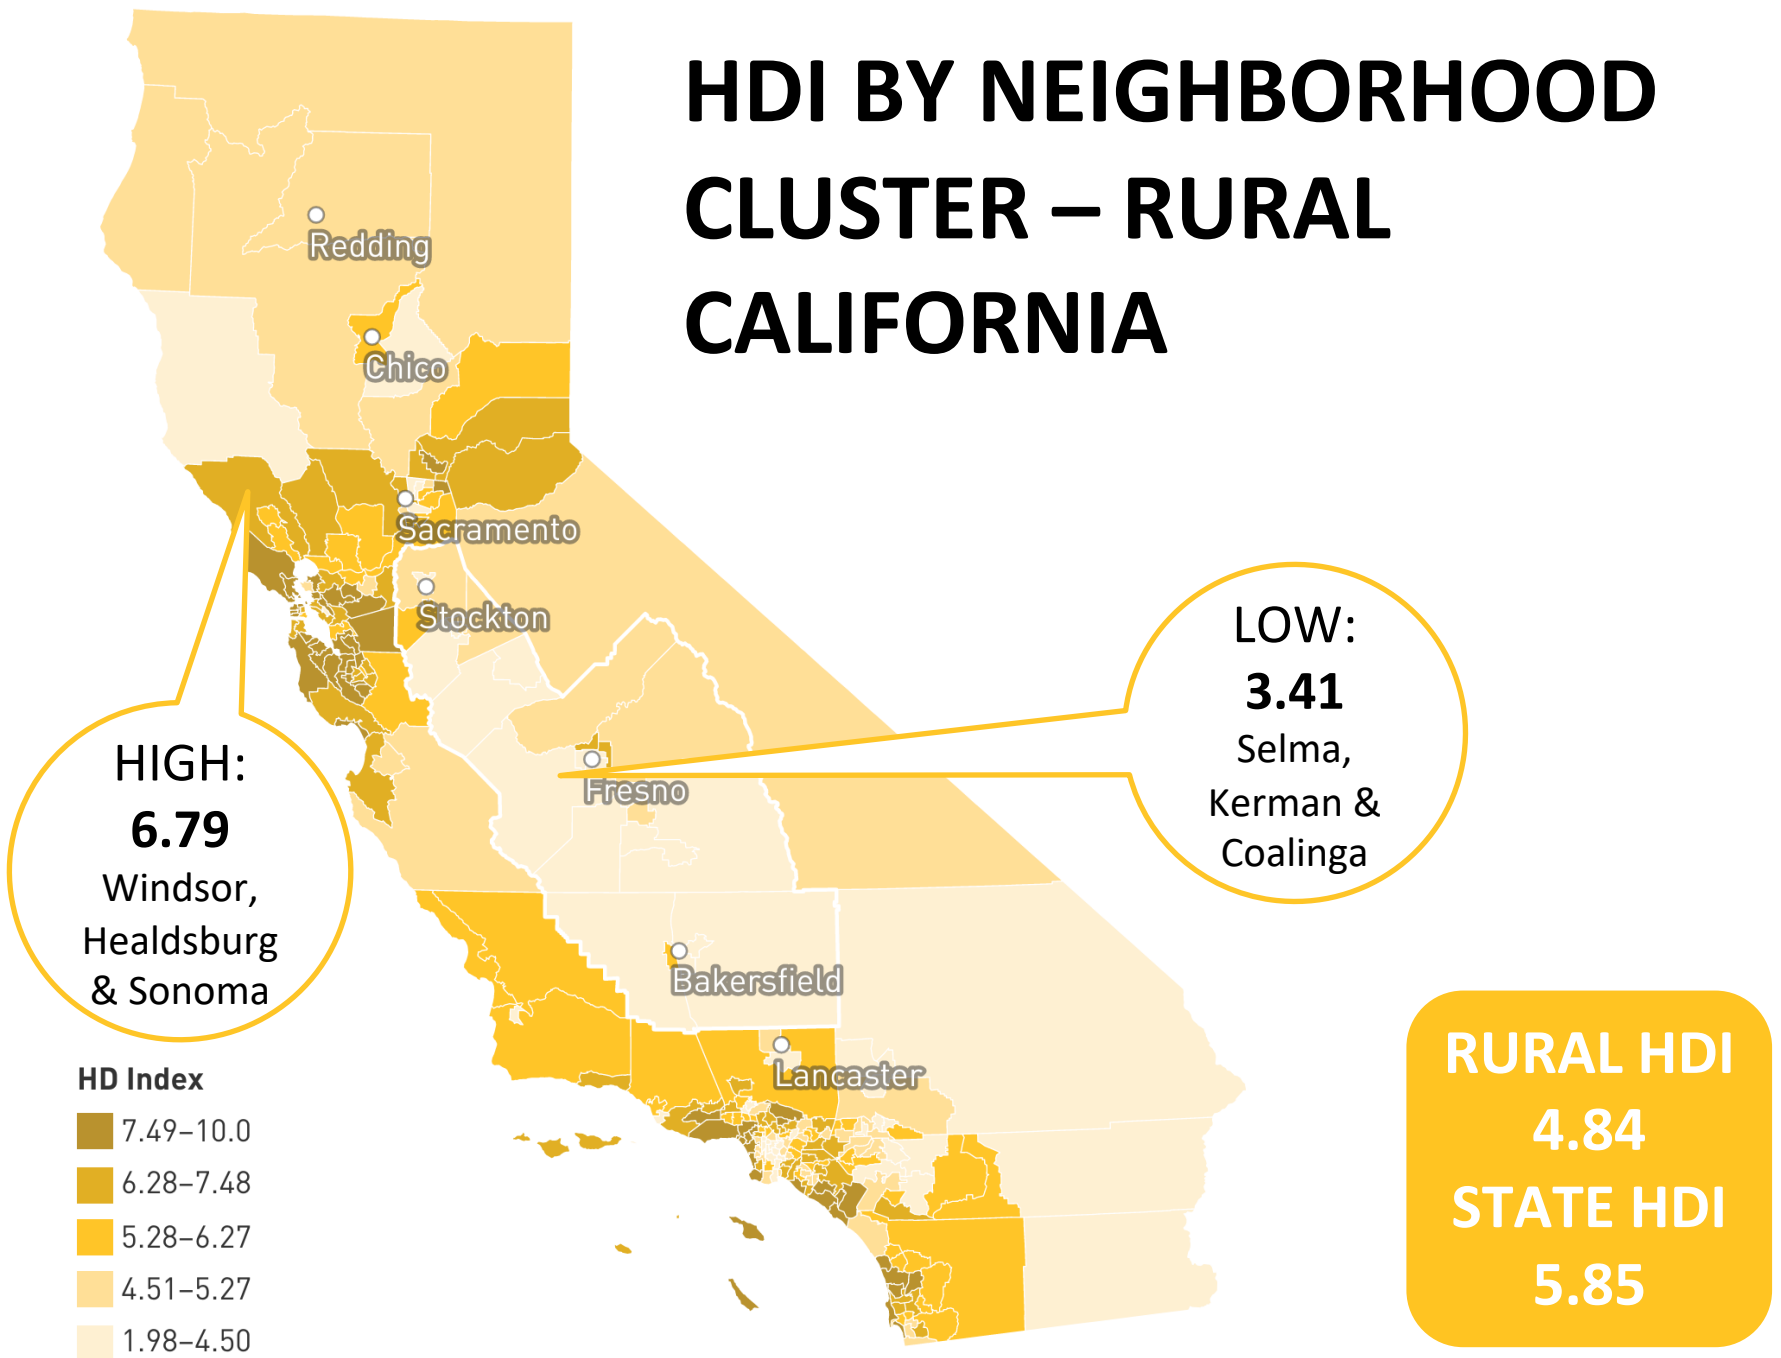 HDI BY NEIGHBORHOOD
CLUSTER – RURAL
CALIFORNIA
Redding
Chico
Sacramento
Stockton
Fresno
Bakersfield
Lancaster
LOW:
3.41
Selma,
Kerman &
Coalinga
HIGH:
6.79
Windsor,
Healdsburg
& Sonoma
HD Index
7.49–10.0
6.28–7.48
5.28–6.27
4.51–5.27
1.98–4.50
RURAL HDI
4.84
STATE HDI
5.85